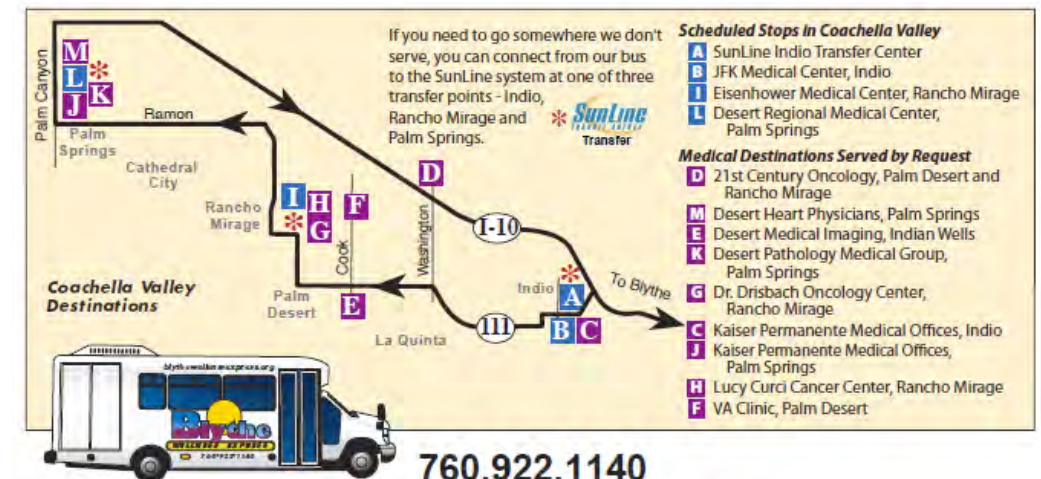 If you need to go somewhere we don't
serve, you can connect from our bus
to the SunLine system at one of three
transfer points - Indio,
Rancho Mirage and
Palm Springs.
* SunLine
Transfer
Palm Canyon
M
L
*
K
J
Ramon
Palm
Springs
Cathedral
City
Rancho
Mirage
I
H
*
G
F
Cook
E
D
Washington
I-10
Palm
Desert
La Quinta
111
Indio
*
A
B
C
To Blythe
Coachella Valley
Destinations
Scheduled Stops in Coachella Valley
A SunLine Indio Transfer Center
B JFK Medical Center, Indio
I Eisenhower Medical Center, Rancho Mirage
L Desert Regional Medical Center,
Palm Springs
Medical Destinations Served by Request
D 21st Century Oncology, Palm Desert and
Rancho Mirage
M Desert Heart Physicians, Palm Springs
E Desert Medical Imaging, Indian Wells
K Desert Pathology Medical Group,
Palm Springs
G Dr. Drisbach Oncology Center,
Rancho Mirage
C Kaiser Permanente Medical Offices, Indio
J Kaiser Permanente Medical Offices,
Palm Springs
H Lucy Curci Cancer Center, Rancho Mirage
F VA Clinic, Palm Desert
blythewellnessexpress.org
Blythe
WELLNESS EXPRESS
760•922•1140
760.922.1140